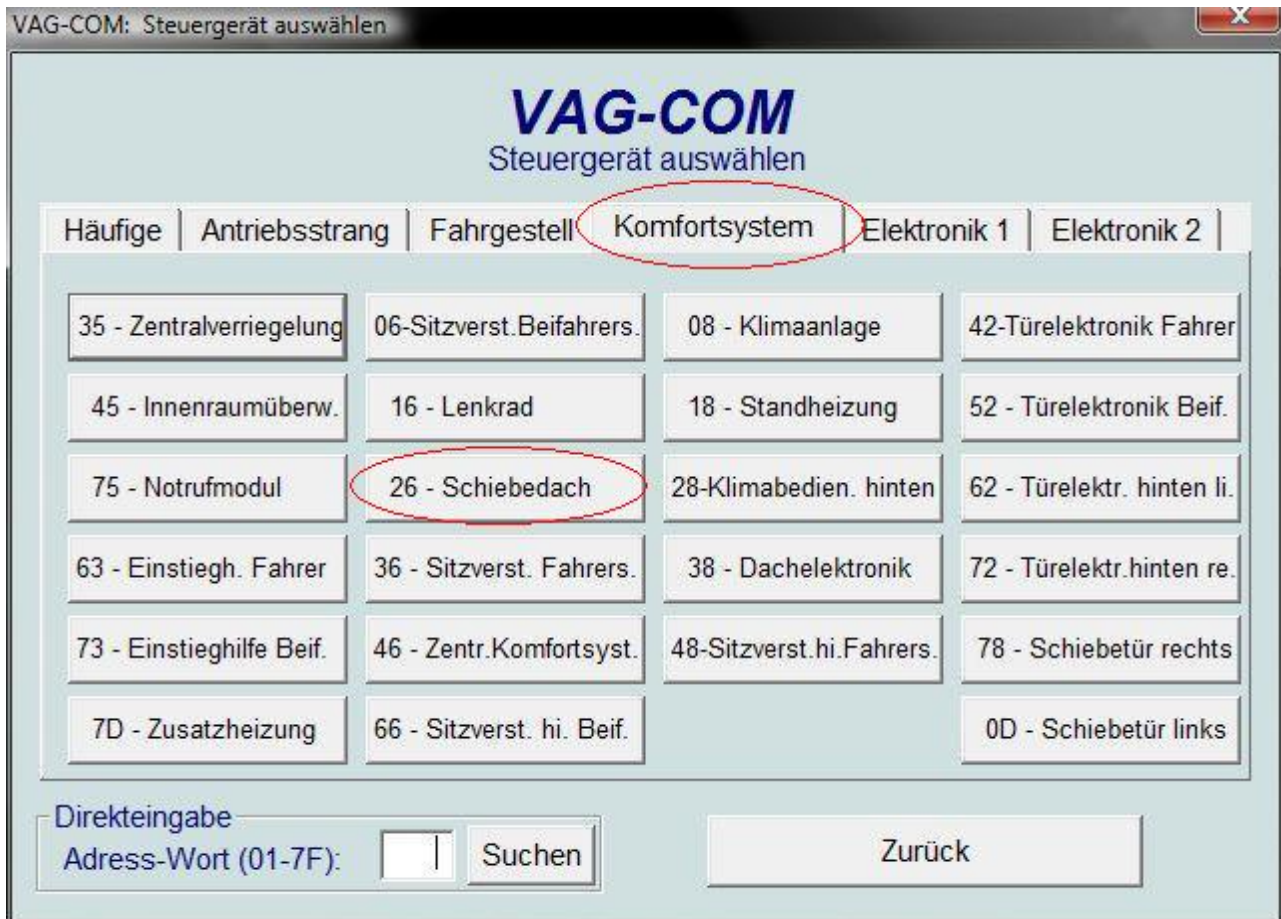 VAG-COM: Steuergerät auswählen
X
VAG-COM
Steuergerät auswählen
Häufige Antriebsstrang Fahrgestell Komfortsystem Elektronik 1 Elektronik 2
35 - Zentralverriegelung 06-Sitzverst.Beifahrers. 08 - Klimaanlage 42-Türelektronik Fahrer
45 - Innenraumüberw. 16 - Lenkrad 18 - Standheizung 52 - Türelektronik Beif.
75 - Notrufmodul 26 - Schiebedach 28-Klimabedien. hinten 62 - Türelektr. hinten li.
63 - Einstiegh. Fahrer 36 - Sitzverst. Fahrers. 38 - Dachelektronik 72 - Türelektr.hinten re.
73 - Einstieghilfe Beif. 46 - Zentr.Komfortsyst. 48-Sitzverst.hi.Fahrers. 78 - Schiebetür rechts
7D - Zusatzheizung 66 - Sitzverst. hi. Beif. 0D - Schiebetür links
Direkteingabe
Adress-Wort (01-7F): Suchen Zurück